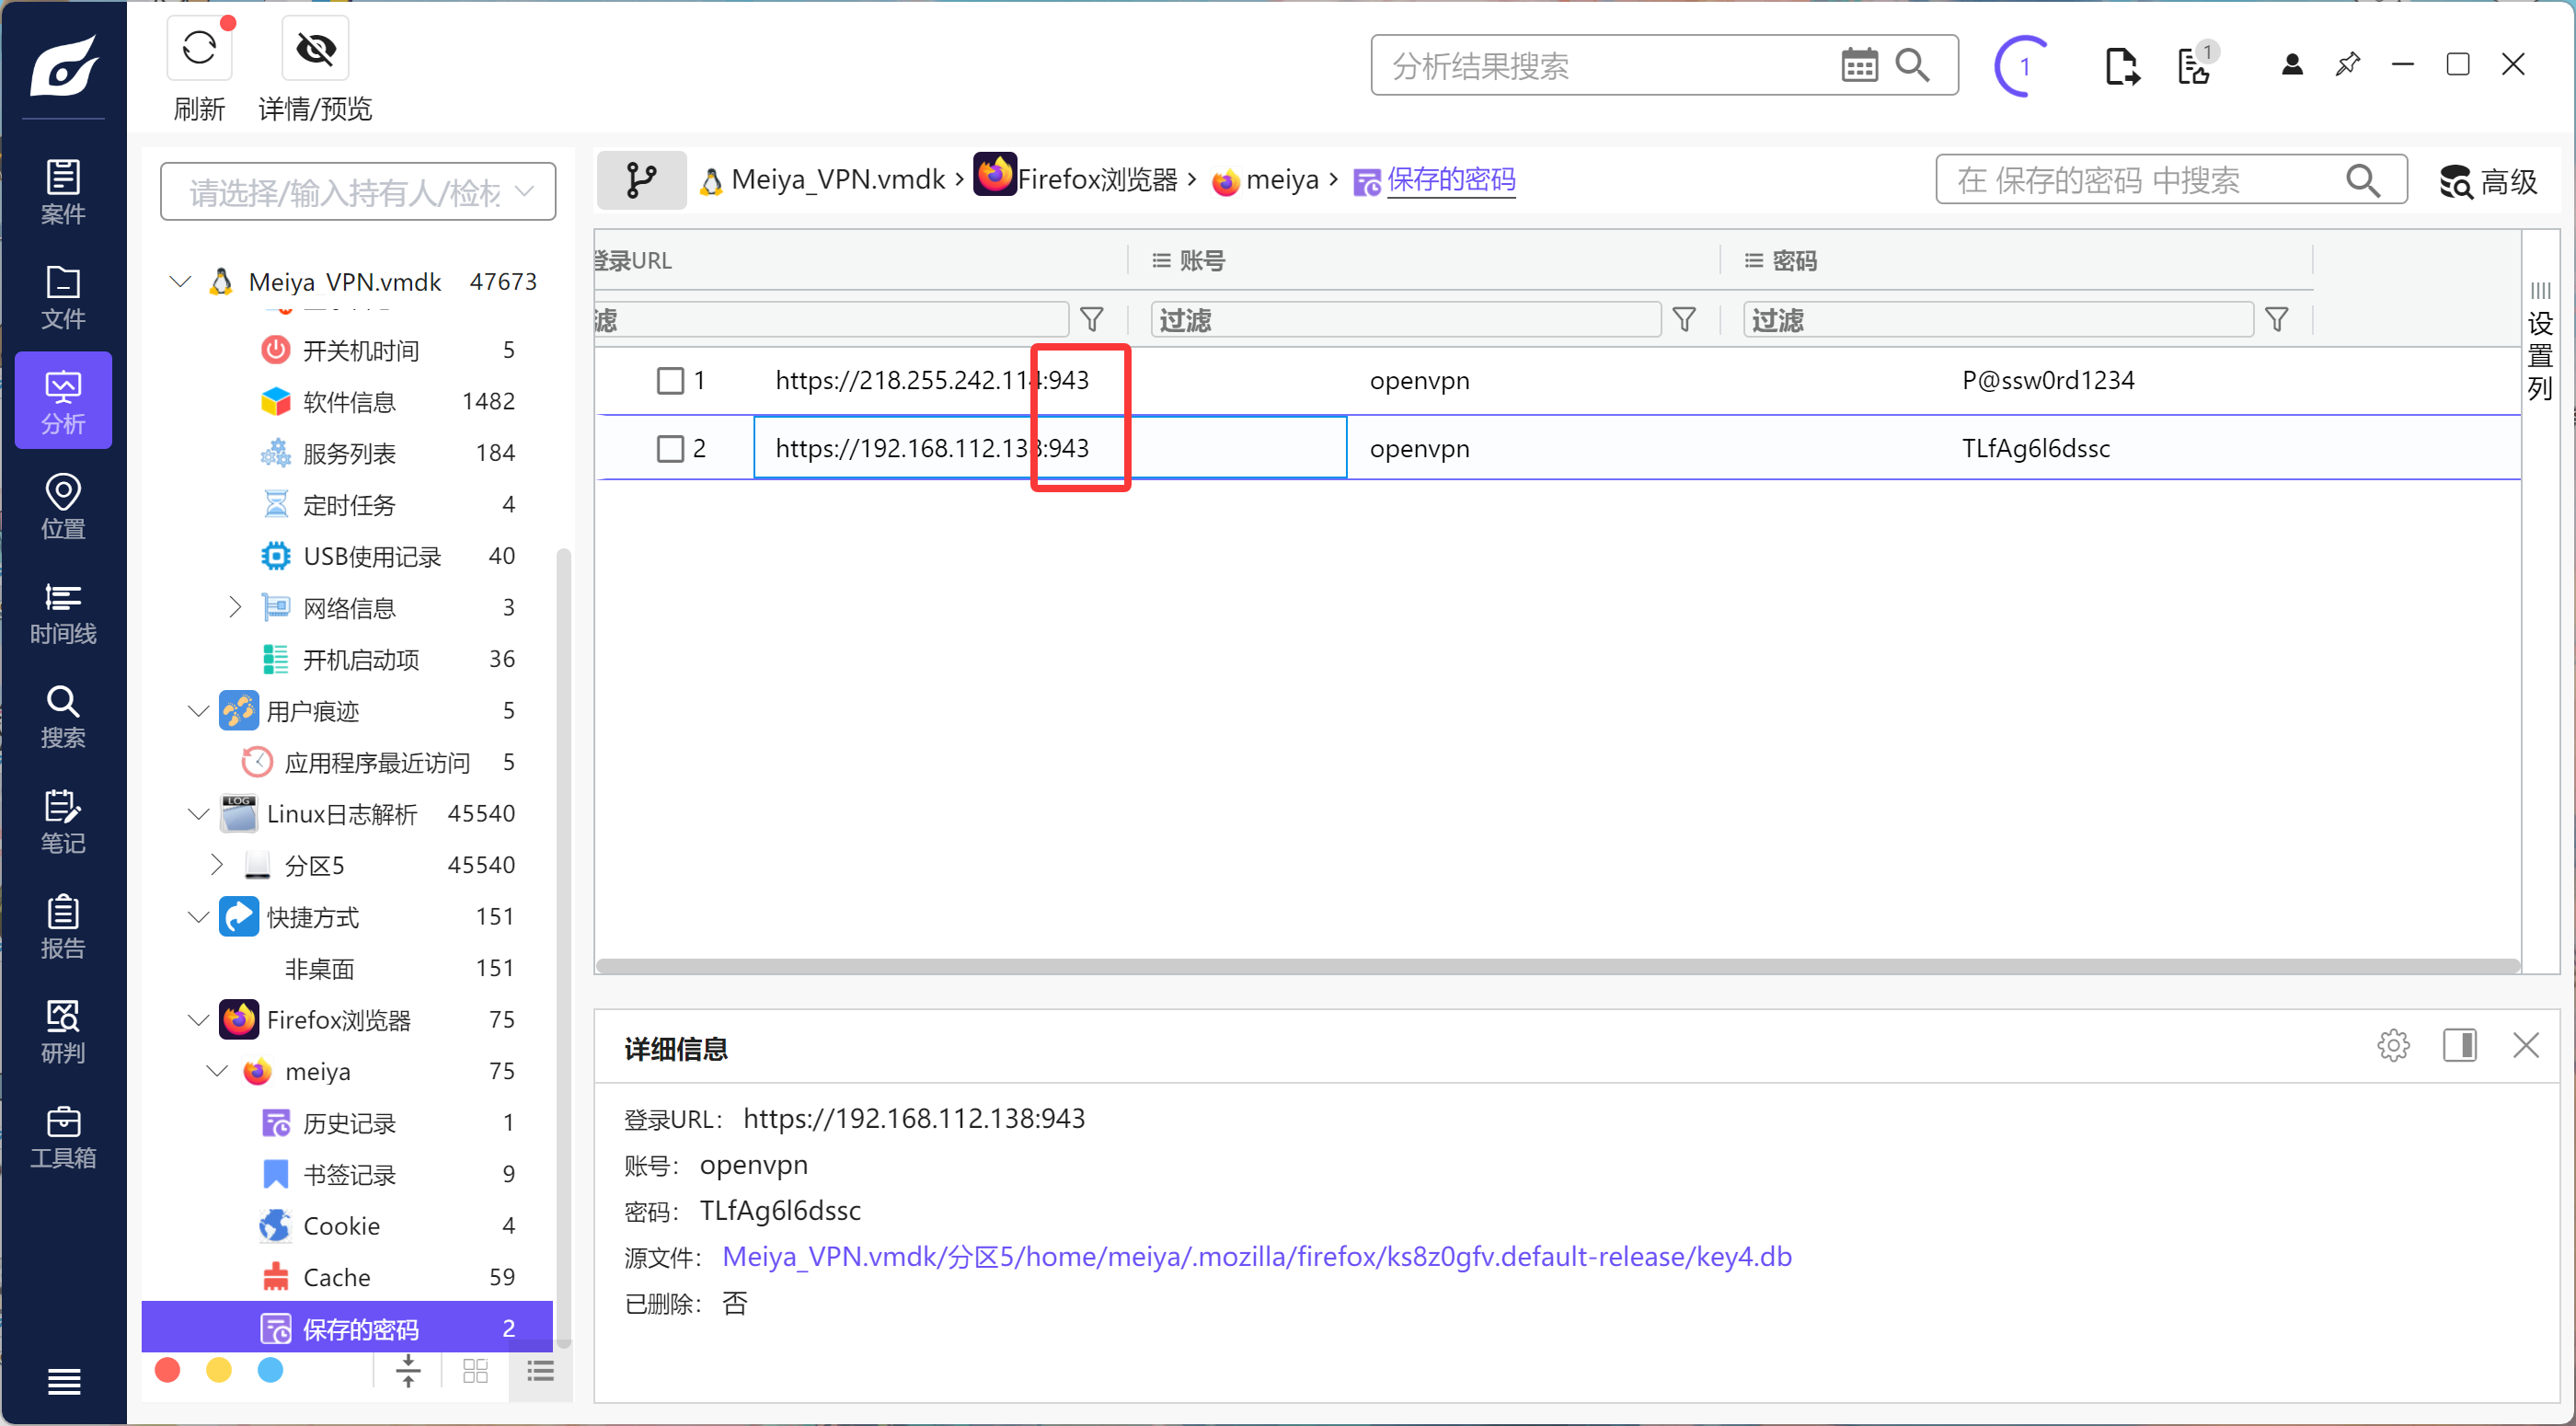 刷新
详情/预览
分析结果搜索
1
1
案件
文件
分析
位置
时间线
搜索
笔记
报告
研判
工具箱
请选择/输入持有人/检材
Meiya_VPN.vmdk 47673
开关机时间 5
软件信息 1482
服务列表 184
定时任务 4
USB使用记录 40
网络信息 3
开机启动项 36
用户痕迹 5
应用程序最近访问 5
LOG
Linux日志解析 45540
分区5 45540
快捷方式 151
非桌面 151
Firefox浏览器 75
meiya 75
历史记录 1
书签记录 9
Cookie 4
Cache 59
保存的密码 2
Meiya_VPN.vmdk › Firefox浏览器 › meiya › 保存的密码
在 保存的密码 中搜索
高级
登录URL 账号 密码
滤 过滤 过滤
1 https://218.255.242.114:943 openvpn P@ssw0rd1234
2 https://192.168.112.138:943 openvpn TLfAg6l6dssc
设置列
详细信息
登录URL： https://192.168.112.138:943
账号： openvpn
密码： TLfAg6l6dssc
源文件： Meiya_VPN.vmdk/分区5/home/meiya/.mozilla/firefox/ks8z0gfv.default-release/key4.db
已删除： 否